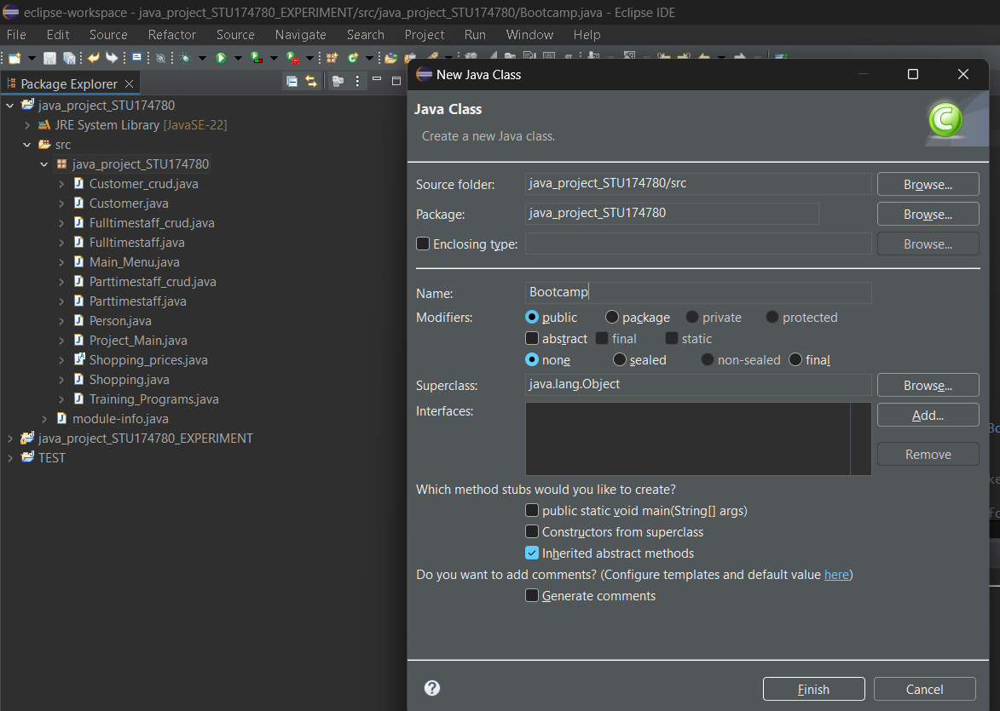 eclipse-workspace - java_project_STU174780_EXPERIMENT/src/java_project_STU174780/Bootcamp.java - Eclipse IDE
File Edit Source Refactor Source Navigate Search Project Run Window Help
Package Explorer
java_project_STU174780
JRE System Library [JavaSE-22]
src
java_project_STU174780
Customer_crud.java
Customer.java
Fulltimestaff_crud.java
Fulltimestaff.java
Main_Menu.java
Parttimestaff_crud.java
Parttimestaff.java
Person.java
Project_Main.java
Shopping_prices.java
Shopping.java
Training_Programs.java
module-info.java
java_project_STU174780_EXPERIMENT
TEST
New Java Class
Java Class
Create a new Java class.
Source folder: java_project_STU174780/src Browse...
Package: java_project_STU174780 Browse...
Enclosing type: Browse...
Name: Bootcamp
Modifiers: public package private protected
abstract final static
none sealed non-sealed final
Superclass: java.lang.Object Browse...
Interfaces: Add...
Remove
Which method stubs would you like to create?
public static void main(String[] args)
Constructors from superclass
Inherited abstract methods
Do you want to add comments? (Configure templates and default value here)
Generate comments
Finish Cancel